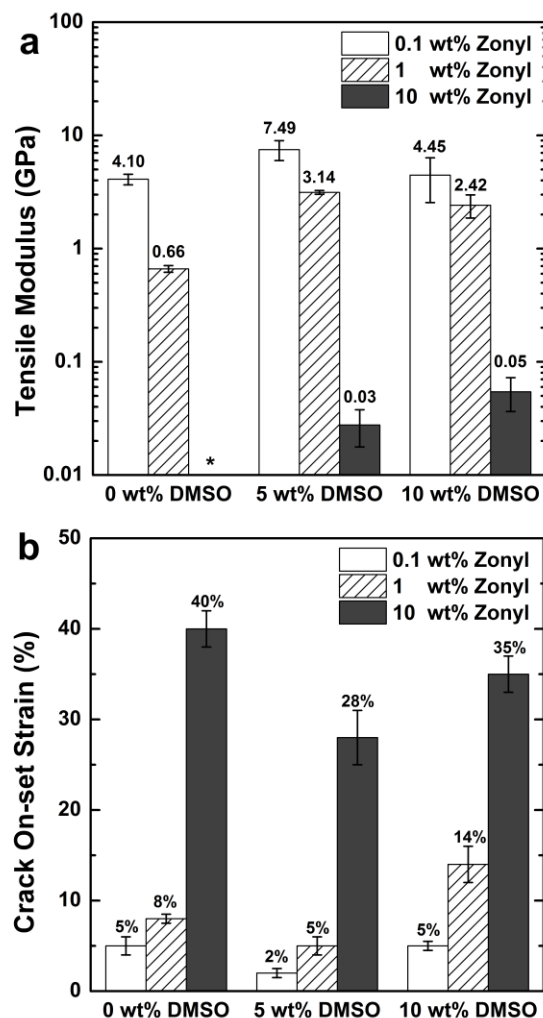 a
100
10
1
0.1
0.01
Tensile Modulus (GPa)
0.1 wt% Zonyl
1 wt% Zonyl
10 wt% Zonyl
4.10
0.66
*
7.49
3.14
0.03
4.45
2.42
0.05
0 wt% DMSO 5 wt% DMSO 10 wt% DMSO
b
50
40
30
20
10
0
Crack On-set Strain (%)
0.1 wt% Zonyl
1 wt% Zonyl
10 wt% Zonyl
5%
8%
40%
2%
5%
28%
5%
14%
35%
0 wt% DMSO 5 wt% DMSO 10 wt% DMSO